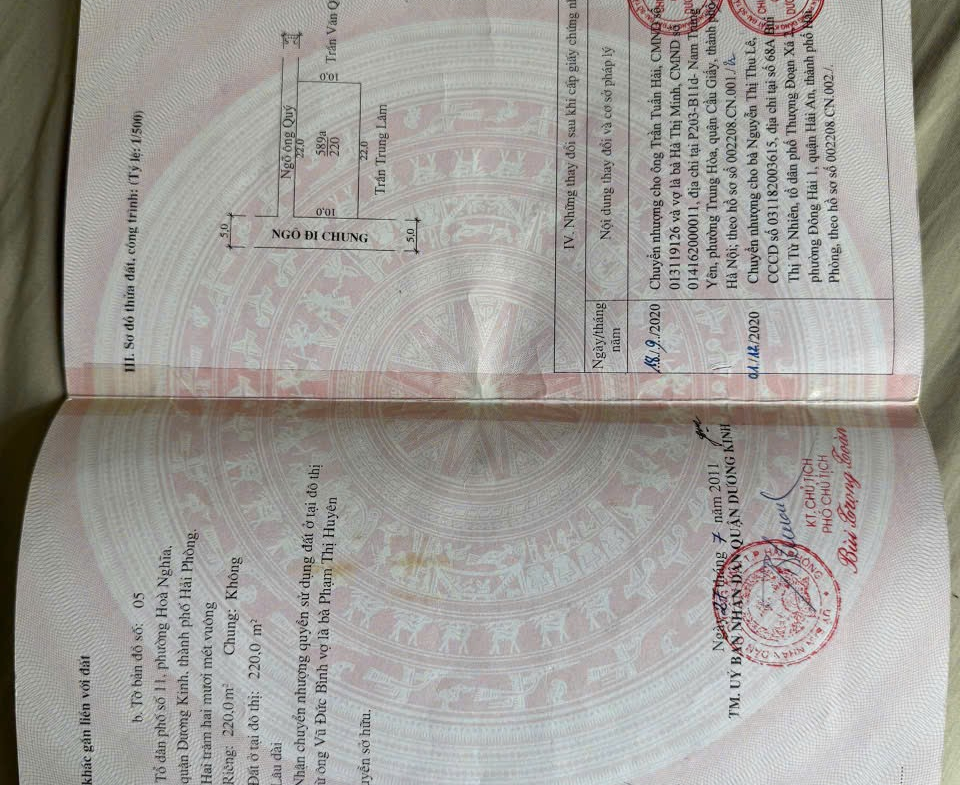 khác gắn liền với đất
b. Tờ bản đồ số: 05
Tổ dân phố số 11, phường Hoà Nghĩa,
quận Dương Kinh, thành phố Hải Phòng.
Hai trăm hai mươi mét vuông
Riêng: 220,0 m² Chung: Không
Đất ở tại đô thị: 220,0 m²
Lâu dài
Nhận chuyển nhượng quyền sử dụng đất ở tại đô thị
từ ông Vũ Đức Bình vợ là bà Phạm Thị Huyên
quyền sở hữu.
Ngày 27 tháng 7 năm 2011
TM. UỶ BAN NHÂN DÂN QUẬN DƯƠNG KINH
KT. CHỦ TỊCH
PHÓ CHỦ TỊCH
Bùi Trọng Toàn
III. Sơ đồ thửa đất, công trình: (Tỷ lệ: 1/500)
5,0
NGÕ ĐI CHUNG
5,0
Ngõ ông Quý
22,0
10,0
589a
220
10,0
22,0
Trần Trung Lâm
Trần Văn
IV. Những thay đổi sau khi cấp giấy chứng
Ngày/tháng
năm
Nội dung thay đổi và cơ sở pháp lý
18/9/2020
Chuyển nhượng cho ông Trần Tuấn Hải, CMND số
013119126 và vợ là bà Hà Thị Minh, CMND số
014162000011, địa chỉ tại P203-B11d- Nam Trung
Yên, phường Trung Hòa, quận Cầu Giấy, thành phố
Hà Nội; theo hồ sơ số 002208.CN.001./.
01/12/2020
Chuyển nhượng cho bà Nguyễn Thị Thu Lê,
CCCD số 031182003615, địa chỉ tại số 68A Bùi
Thị Từ Nhiên, tổ dân phố Thượng Đoạn Xá 2,
phường Đông Hải 1, quận Hải An, thành phố Hải
Phòng, theo hồ sơ số 002208.CN.002./.